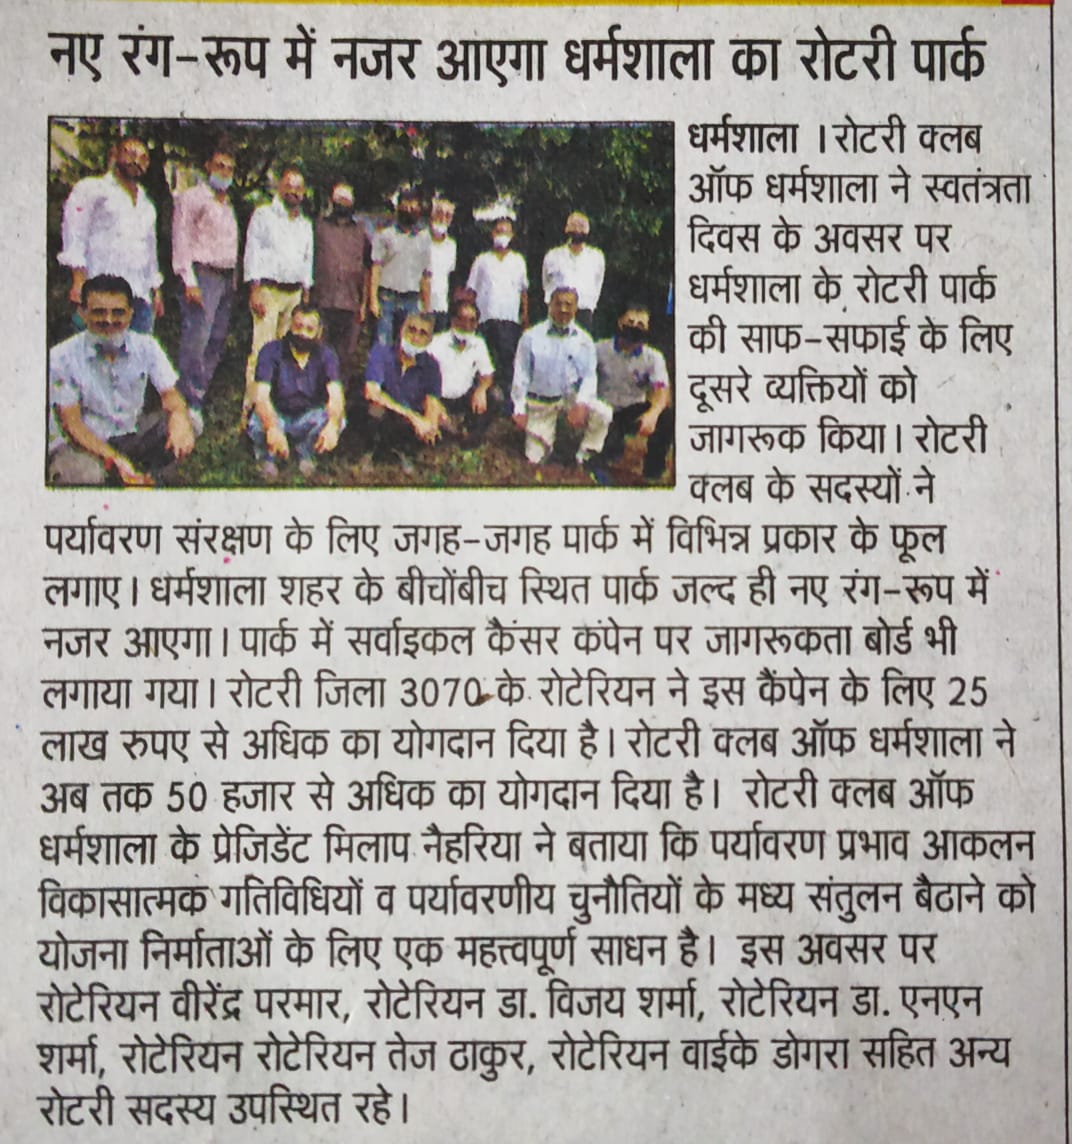 नए रंग-रूप में नजर आएगा धर्मशाला का रोटरी पार्क
धर्मशाला । रोटरी क्लब
ऑफ धर्मशाला ने स्वतंत्रता
दिवस के अवसर पर
धर्मशाला के रोटरी पार्क
की साफ-सफाई के लिए
दूसरे व्यक्तियों को
जागरूक किया। रोटरी
क्लब के सदस्यों ने
पर्यावरण संरक्षण के लिए जगह-जगह पार्क में विभिन्न प्रकार के फूल
लगाए। धर्मशाला शहर के बीचोंबीच स्थित पार्क जल्द ही नए रंग-रूप में
नजर आएगा। पार्क में सर्वाइकल कैंसर कंपेन पर जागरूकता बोर्ड भी
लगाया गया। रोटरी जिला 3070 के रोटेरियन ने इस कैंपेन के लिए 25
लाख रुपए से अधिक का योगदान दिया है। रोटरी क्लब ऑफ धर्मशाला ने
अब तक 50 हजार से अधिक का योगदान दिया है। रोटरी क्लब ऑफ
धर्मशाला के प्रेजिडेंट मिलाप नैहरिया ने बताया कि पर्यावरण प्रभाव आकलन
विकासात्मक गतिविधियों व पर्यावरणीय चुनौतियों के मध्य संतुलन बैठाने को
योजना निर्माताओं के लिए एक महत्त्वपूर्ण साधन है। इस अवसर पर
रोटेरियन वीरेंद्र परमार, रोटेरियन डा. विजय शर्मा, रोटेरियन डा. एनएन
शर्मा, रोटेरियन रोटेरियन तेज ठाकुर, रोटेरियन वाईके डोगरा सहित अन्य
रोटरी सदस्य उपस्थित रहे।